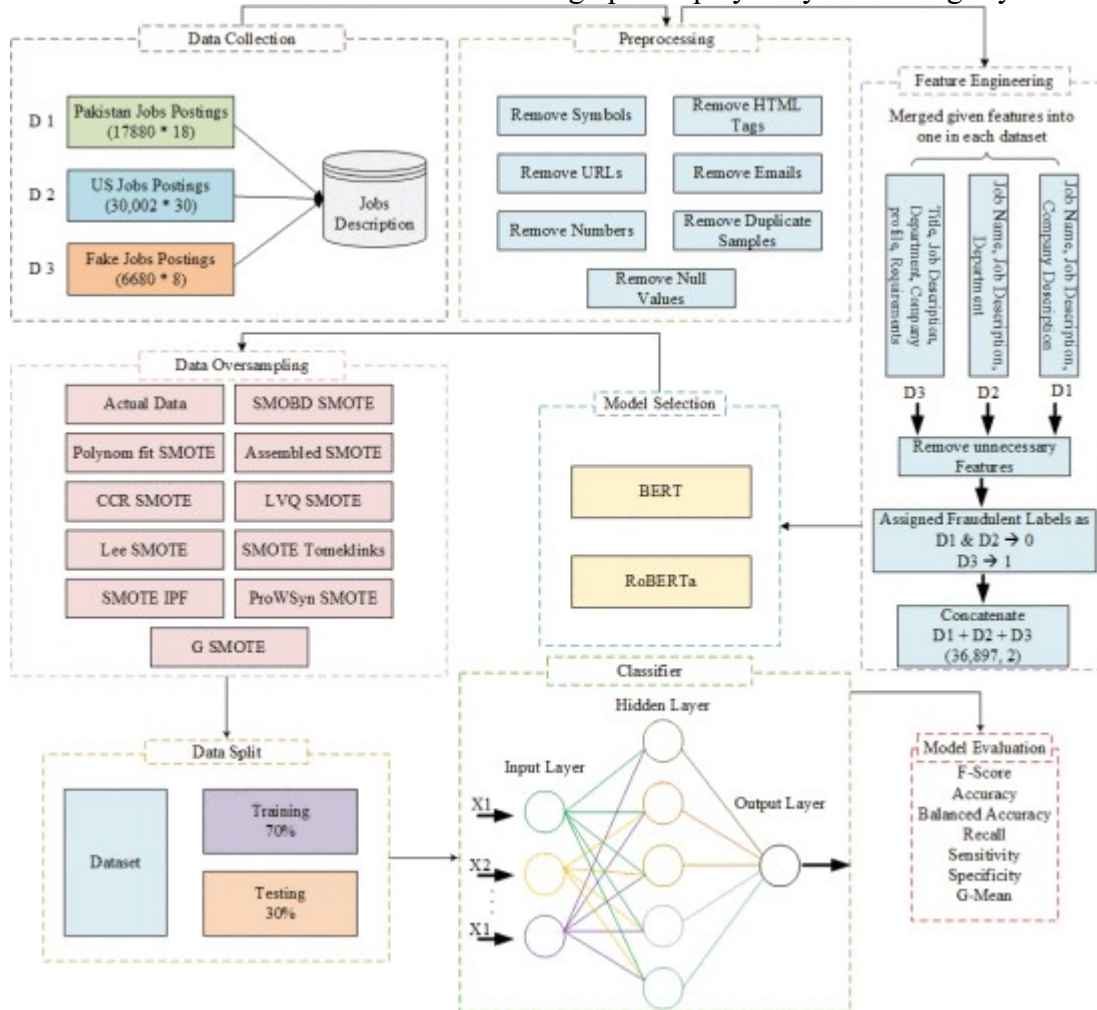 Data Collection
D 1
Pakistan Jobs Postings
(17880 * 18)
D 2
US Jobs Postings
(30,002 * 30)
D 3
Fake Jobs Postings
(6680 * 8)
Jobs
Description
Preprocessing
Remove Symbols
Remove HTML
Tags
Remove URLs
Remove Emails
Remove Numbers
Remove Duplicate
Samples
Remove Null
Values
Feature Engineering
Merged given features into
one in each dataset
Title, Job Description,
Department, Company
profile, Requirements
Job Name, Job Description,
Department
Job Name, Job Description,
Company Description
D3
D2
D1
Remove unnecessary
Features
Assigned Fraudulent Labels as
D1 & D2 → 0
D3 → 1
Concatenate
D1 + D2 + D3
(36,897, 2)
Model Selection
BERT
RoBERTa
Data Oversampling
Actual Data
SMOBD SMOTE
Polynom fit SMOTE
Assembled SMOTE
CCR SMOTE
LVQ SMOTE
Lee SMOTE
SMOTE Tomeklinks
SMOTE IPF
ProWSyn SMOTE
G SMOTE
Data Split
Dataset
Training
70%
Testing
30%
Classifier
Hidden Layer
Input Layer
Output Layer
X1
X2
X1
Model Evaluation
F-Score
Accuracy
Balanced Accuracy
Recall
Sensitivity
Specificity
G-Mean